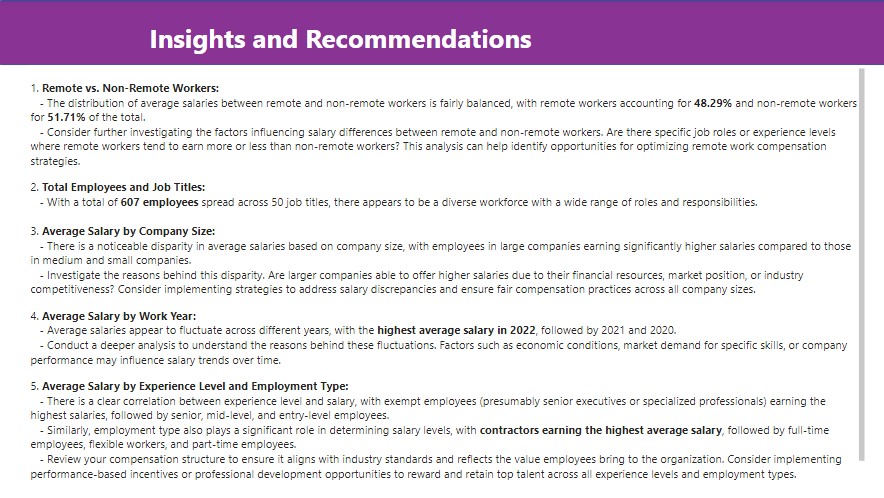 Insights and Recommendations
1. Remote vs. Non-Remote Workers:
- The distribution of average salaries between remote and non-remote workers is fairly balanced, with remote workers accounting for 48.29% and non-remote workers
for 51.71% of the total.
- Consider further investigating the factors influencing salary differences between remote and non-remote workers. Are there specific job roles or experience levels
where remote workers tend to earn more or less than non-remote workers? This analysis can help identify opportunities for optimizing remote work compensation
strategies.
2. Total Employees and Job Titles:
- With a total of 607 employees spread across 50 job titles, there appears to be a diverse workforce with a wide range of roles and responsibilities.
3. Average Salary by Company Size:
- There is a noticeable disparity in average salaries based on company size, with employees in large companies earning significantly higher salaries compared to those
in medium and small companies.
- Investigate the reasons behind this disparity. Are larger companies able to offer higher salaries due to their financial resources, market position, or industry
competitiveness? Consider implementing strategies to address salary discrepancies and ensure fair compensation practices across all company sizes.
4. Average Salary by Work Year:
- Average salaries appear to fluctuate across different years, with the highest average salary in 2022, followed by 2021 and 2020.
- Conduct a deeper analysis to understand the reasons behind these fluctuations. Factors such as economic conditions, market demand for specific skills, or company
performance may influence salary trends over time.
5. Average Salary by Experience Level and Employment Type:
- There is a clear correlation between experience level and salary, with exempt employees (presumably senior executives or specialized professionals) earning the
highest salaries, followed by senior, mid-level, and entry-level employees.
- Similarly, employment type also plays a significant role in determining salary levels, with contractors earning the highest average salary, followed by full-time
employees, flexible workers, and part-time employees.
- Review your compensation structure to ensure it aligns with industry standards and reflects the value employees bring to the organization. Consider implementing
performance-based incentives or professional development opportunities to reward and retain top talent across all experience levels and employment types.